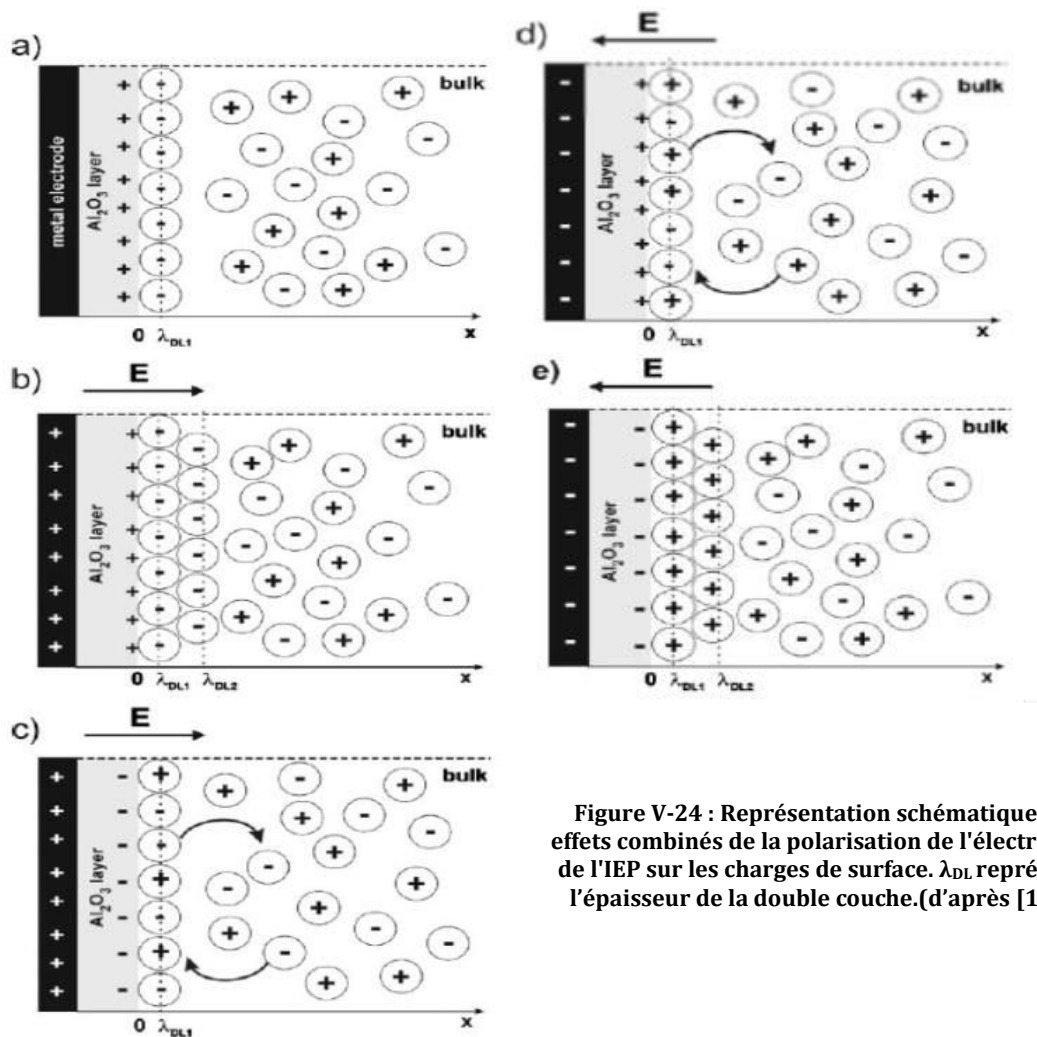 a)
metal electrode
Al₂O₃ layer
bulk
0 λDL1 x
b)
E
Al₂O₃ layer
bulk
0 λDL1 λDL2 x
c)
E
Al₂O₃ layer
bulk
0 λDL1 x
d)
E
Al₂O₃ layer
bulk
0 λDL1 x
e)
E
Al₂O₃ layer
bulk
0 λDL1 λDL2 x
Figure V-24 : Représentation schématique
effets combinés de la polarisation de l'électr
de l'IEP sur les charges de surface. λDL repré
l'épaisseur de la double couche.(d'après [1